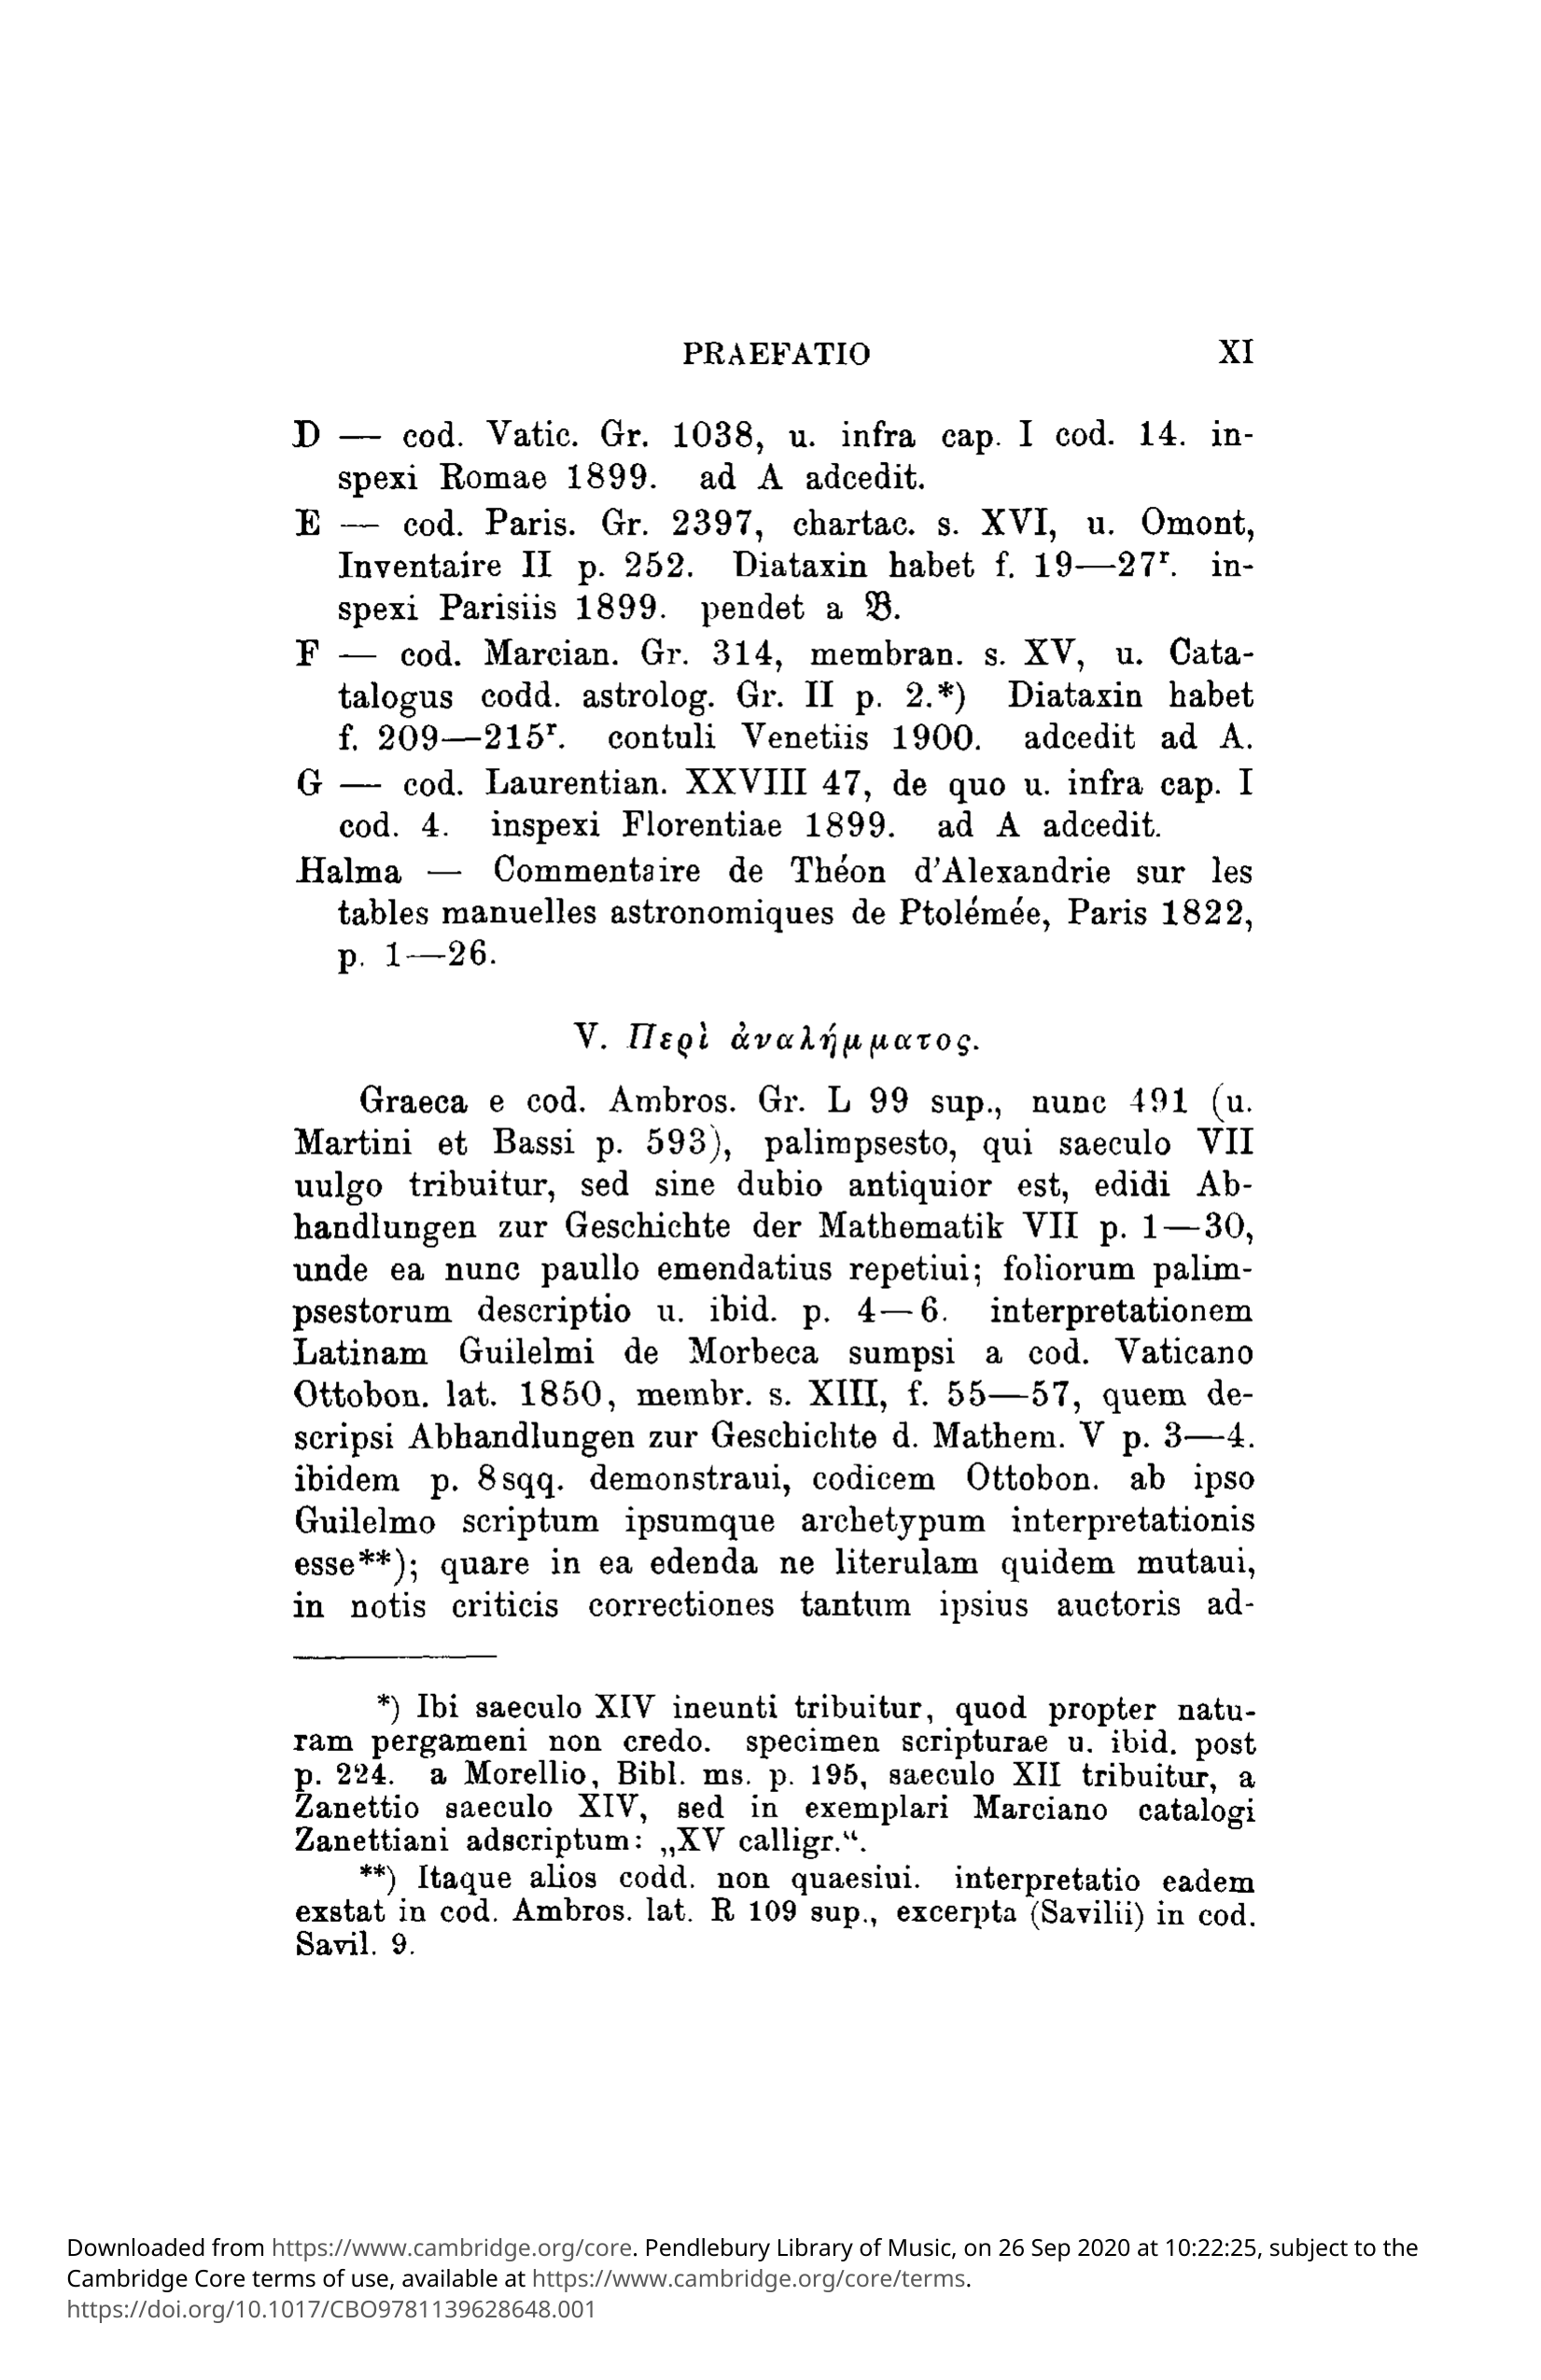 PRAEFATIO XI
D — cod. Vatic. Gr. 1038, u. infra cap. I cod. 14. in-
spexi Romae 1899. ad A adcedit.
E — cod. Paris. Gr. 2397, chartac. s. XVI, u. Omont,
Inventaire II p. 252. Diataxin habet f. 19—27ʳ. in-
spexi Parisiis 1899. pendet a 𝔅.
F — cod. Marcian. Gr. 314, membran. s. XV, u. Cata-
talogus codd. astrolog. Gr. II p. 2.*) Diataxin habet
f. 209—215ʳ. contuli Venetiis 1900. adcedit ad A.
G — cod. Laurentian. XXVIII 47, de quo u. infra cap. I
cod. 4. inspexi Florentiae 1899. ad A adcedit.
Halma — Commentaire de Théon d'Alexandrie sur les
tables manuelles astronomiques de Ptolémée, Paris 1822,
p. 1—26.
V. Περὶ ἀναλήμματος.
Graeca e cod. Ambros. Gr. L 99 sup., nunc 491 (u.
Martini et Bassi p. 593), palimpsesto, qui saeculo VII
uulgo tribuitur, sed sine dubio antiquior est, edidi Ab-
handlungen zur Geschichte der Mathematik VII p. 1—30,
unde ea nunc paullo emendatius repetiui; foliorum palim-
psestorum descriptio u. ibid. p. 4—6. interpretationem
Latinam Guilelmi de Morbeca sumpsi a cod. Vaticano
Ottobon. lat. 1850, membr. s. XIII, f. 55—57, quem de-
scripsi Abhandlungen zur Geschichte d. Mathem. V p. 3—4.
ibidem p. 8sqq. demonstraui, codicem Ottobon. ab ipso
Guilelmo scriptum ipsumque archetypum interpretationis
esse**); quare in ea edenda ne literulam quidem mutaui,
in notis criticis correctiones tantum ipsius auctoris ad-
*) Ibi saeculo XIV ineunti tribuitur, quod propter natu-
ram pergameni non credo. specimen scripturae u. ibid. post
p. 224. a Morellio, Bibl. ms. p. 195, saeculo XII tribuitur, a
Zanettio saeculo XIV, sed in exemplari Marciano catalogi
Zanettiani adscriptum: „XV calligr.“.
**) Itaque alios codd. non quaesiui. interpretatio eadem
exstat in cod. Ambros. lat. R 109 sup., excerpta (Savilii) in cod.
Savil. 9.
Downloaded from https://www.cambridge.org/core. Pendlebury Library of Music, on 26 Sep 2020 at 10:22:25, subject to the
Cambridge Core terms of use, available at https://www.cambridge.org/core/terms.
https://doi.org/10.1017/CBO9781139628648.001